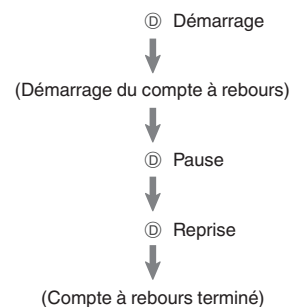 Ⓓ Démarrage
(Démarrage du compte à rebours)
Ⓓ Pause
Ⓓ Reprise
(Compte à rebours terminé)